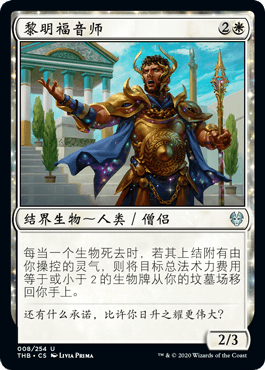 黎明福音师 2
结界生物～人类 / 僧侣
每当一个生物死去时，若其上结附有由
你操控的灵气，则将目标总法术力费用
等于或小于2的生物牌从你的坟墓场移
回你手上。
还有什么承诺，比许你日升之耀更伟大？
2/3
008/254 U
THB • CS LIVIA PRIMA
™ & © 2020 Wizards of the Coast